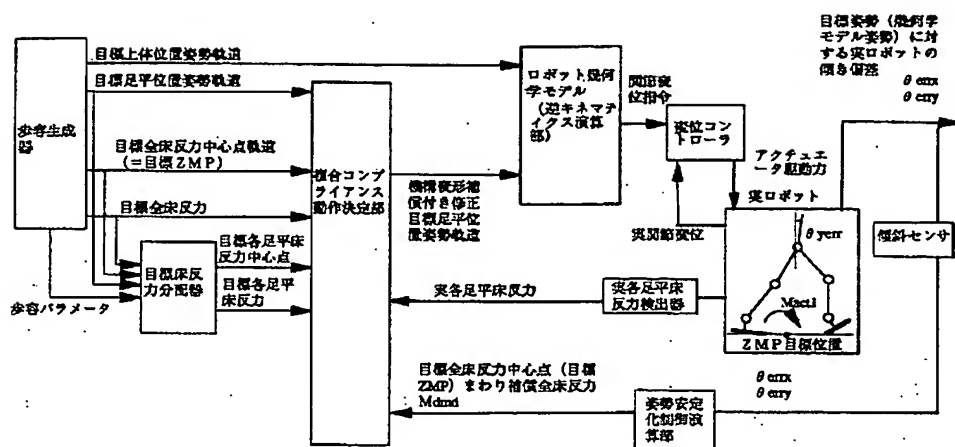 目標上体位置姿勢軌道
目標足平位置姿勢軌道
歩容生成
器
目標全床反力中心点軌道
（＝目標ZMP）
目標全床反力
目標床反
力分配器
歩容パラメータ
目標各足平床
反力中心点
目標各足平
床反力
複合コンプ
ライアンス
動作決定部
機構変形補
償付き修正
目標足平位
置姿勢軌道
ロボット幾何
学モデル
（逆キネマテ
ィクス演算
部）
関節変
位指令
変位コント
ローラ
アクチュエ
ータ駆動力
実ロボット
実関節変位
目標姿勢（幾何学
モデル姿勢）に対
する実ロボットの
傾き偏差
θ errx
θ erry
傾斜センサ
θ yerr
Mact1
ZMP目標位置
実各足平床反力
実各足平床
反力検出器
目標全床反力中心点（目標
ZMP）まわり補償全床反力
Mdmd
姿勢安定
化制御演
算部
θ errx
θ erry